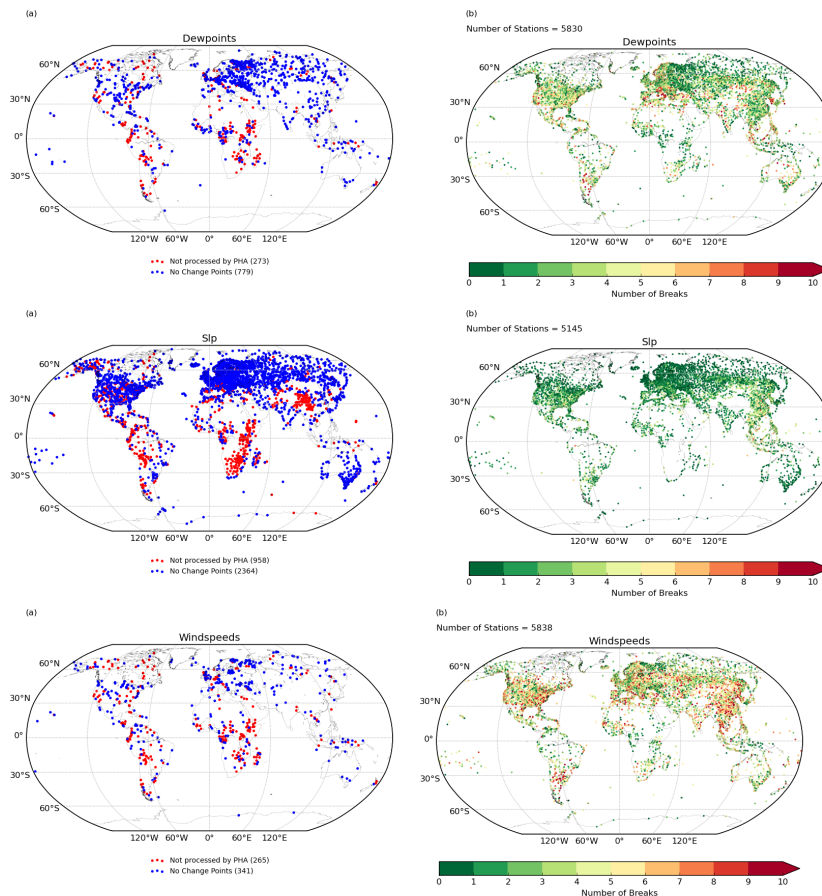 (a)
Dewpoints
60°N
30°N
0°
30°S
60°S
120°W 60°W 0° 60°E 120°E
Not processed by PHA (273)
No Change Points (779)
(b)
Number of Stations = 5830
Dewpoints
60°N
30°N
0°
30°S
60°S
120°W 60°W 0° 60°E 120°E
0 1 2 3 4 5 6 7 8 9 10
Number of Breaks
(a)
Slp
60°N
30°N
0°
30°S
60°S
120°W 60°W 0° 60°E 120°E
Not processed by PHA (958)
No Change Points (2364)
(b)
Number of Stations = 5145
Slp
60°N
30°N
0°
30°S
60°S
120°W 60°W 0° 60°E 120°E
0 1 2 3 4 5 6 7 8 9 10
Number of Breaks
(a)
Windspeeds
60°N
30°N
0°
30°S
60°S
120°W 60°W 0° 60°E 120°E
Not processed by PHA (265)
No Change Points (341)
(b)
Number of Stations = 5838
Windspeeds
60°N
30°N
0°
30°S
60°S
120°W 60°W 0° 60°E 120°E
0 1 2 3 4 5 6 7 8 9 10
Number of Breaks